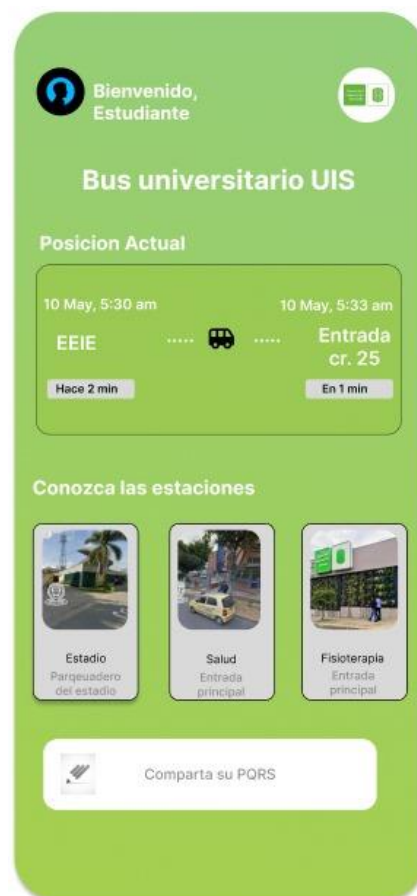 Bienvenido,
Estudiante
Bus universitario UIS
Posicion Actual
10 May, 5:30 am
10 May, 5:33 am
EEIE
Entrada
cr. 25
Hace 2 min
En 1 min
Conozca las estaciones
Estadio
Parqeuadero
del estadio
Salud
Entrada
principal
Fisioterapia
Entrada
principal
Comparta su PQRS